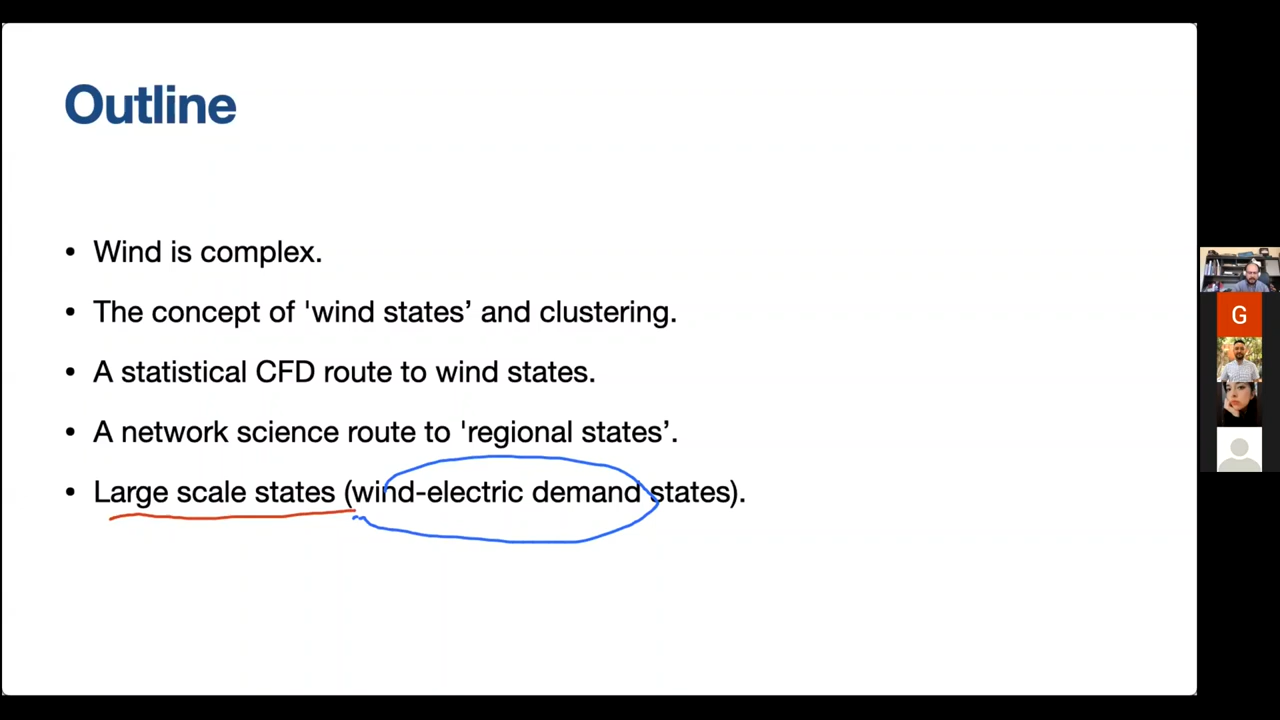 Outline
• Wind is complex.
• The concept of 'wind states’ and clustering.
• A statistical CFD route to wind states.
• A network science route to 'regional states’.
• Large scale states (wind-electric demand states).
G